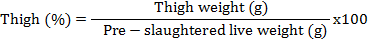 Thigh (%) = Thigh weight (g) / Pre − slaughtered live weight (g) x100